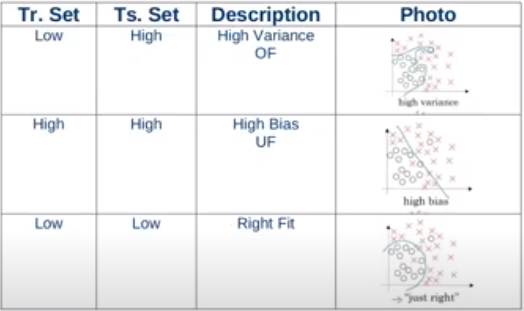 Tr. Set Ts. Set Description Photo
Low High High Variance
OF
high variance
High High High Bias
UF
high bias
Low Low Right Fit
→ "just right"